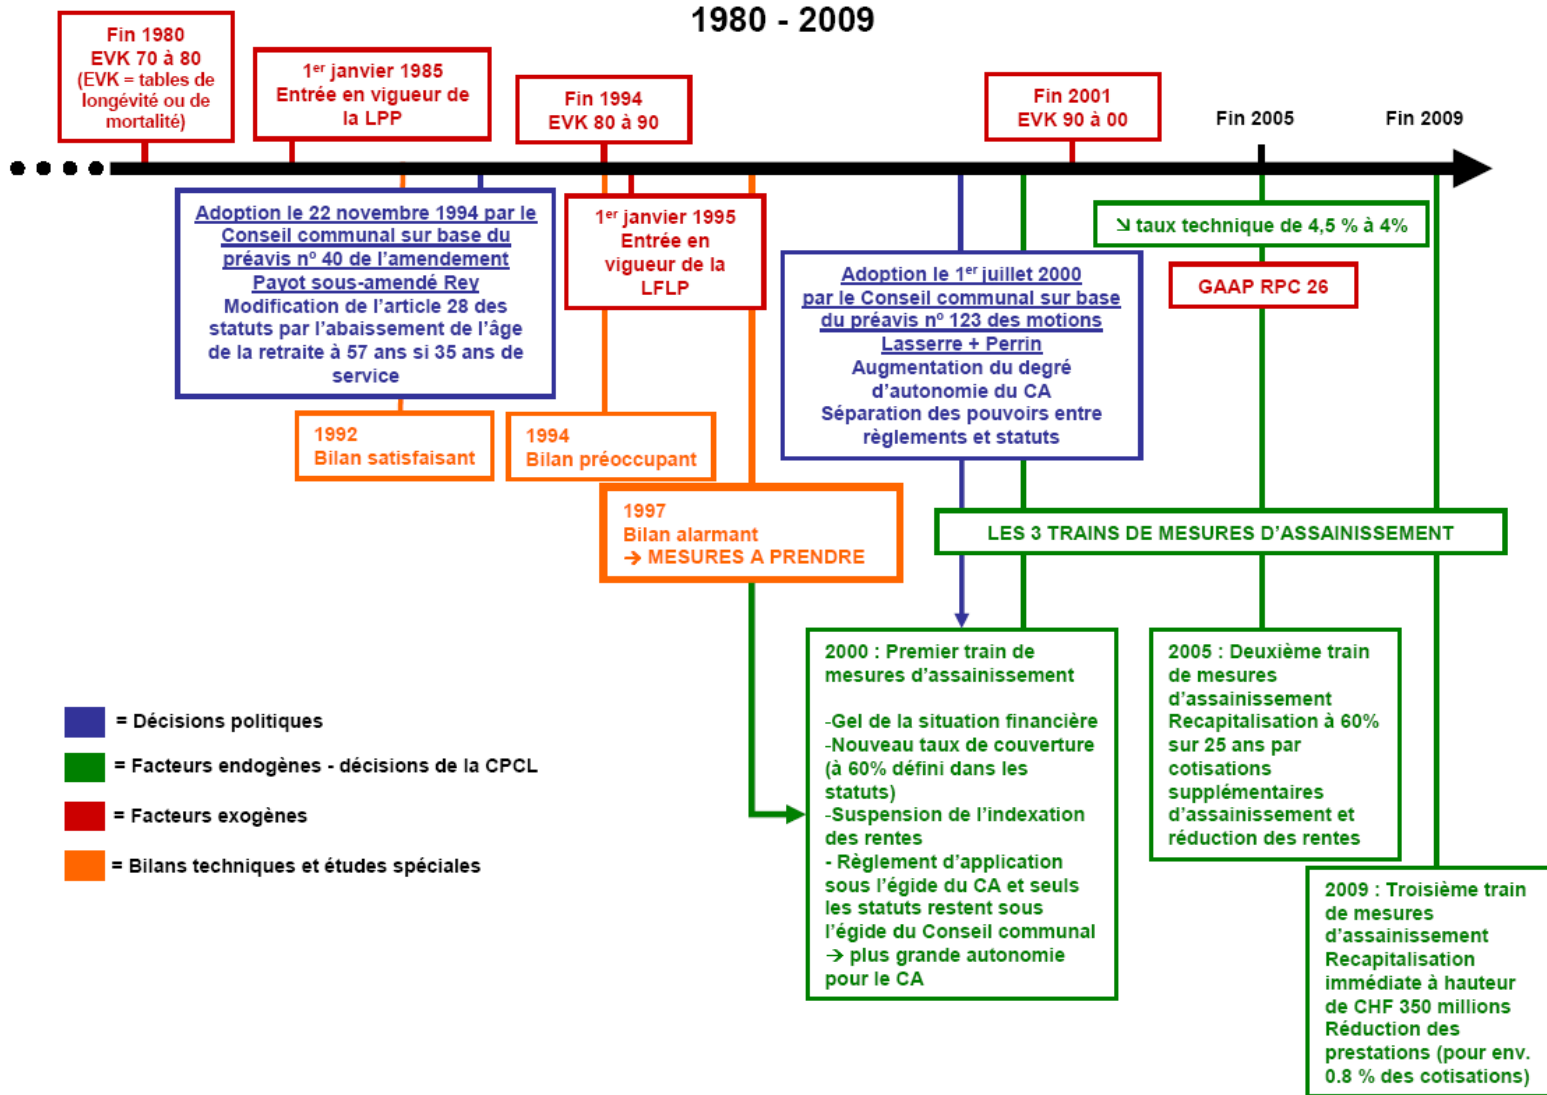 1980 - 2009
Fin 1980
EVK 70 à 80
(EVK = tables de
longévité ou de
mortalité)
1er janvier 1985
Entrée en vigueur de
la LPP
Fin 1994
EVK 80 à 90
Fin 2001
EVK 90 à 00
Fin 2005
Fin 2009
Adoption le 22 novembre 1994 par le
Conseil communal sur base du
préavis nº 40 de l'amendement
Payot sous-amendé Rey
Modification de l'article 28 des
statuts par l'abaissement de l'âge
de la retraite à 57 ans si 35 ans de
service
1er janvier 1995
Entrée en
vigueur de la
LFLP
Adoption le 1er juillet 2000
par le Conseil communal sur base
du préavis nº 123 des motions
Lasserre + Perrin
Augmentation du degré
d'autonomie du CA
Séparation des pouvoirs entre
règlements et statuts
↘ taux technique de 4,5 % à 4%
GAAP RPC 26
1992
Bilan satisfaisant
1994
Bilan préoccupant
1997
Bilan alarmant
→ MESURES A PRENDRE
LES 3 TRAINS DE MESURES D'ASSAINISSEMENT
2000 : Premier train de
mesures d'assainissement
-Gel de la situation financière
-Nouveau taux de couverture
(à 60% défini dans les
statuts)
-Suspension de l'indexation
des rentes
- Règlement d'application
sous l'égide du CA et seuls
les statuts restent sous
l'égide du Conseil communal
→ plus grande autonomie
pour le CA
2005 : Deuxième train
de mesures
d'assainissement
Recapitalisation à 60%
sur 25 ans par
cotisations
supplémentaires
d'assainissement et
réduction des rentes
2009 : Troisième train
de mesures
d'assainissement
Recapitalisation
immédiate à hauteur
de CHF 350 millions
Réduction des
prestations (pour env.
0.8 % des cotisations)
= Décisions politiques
= Facteurs endogènes - décisions de la CPCL
= Facteurs exogènes
= Bilans techniques et études spéciales